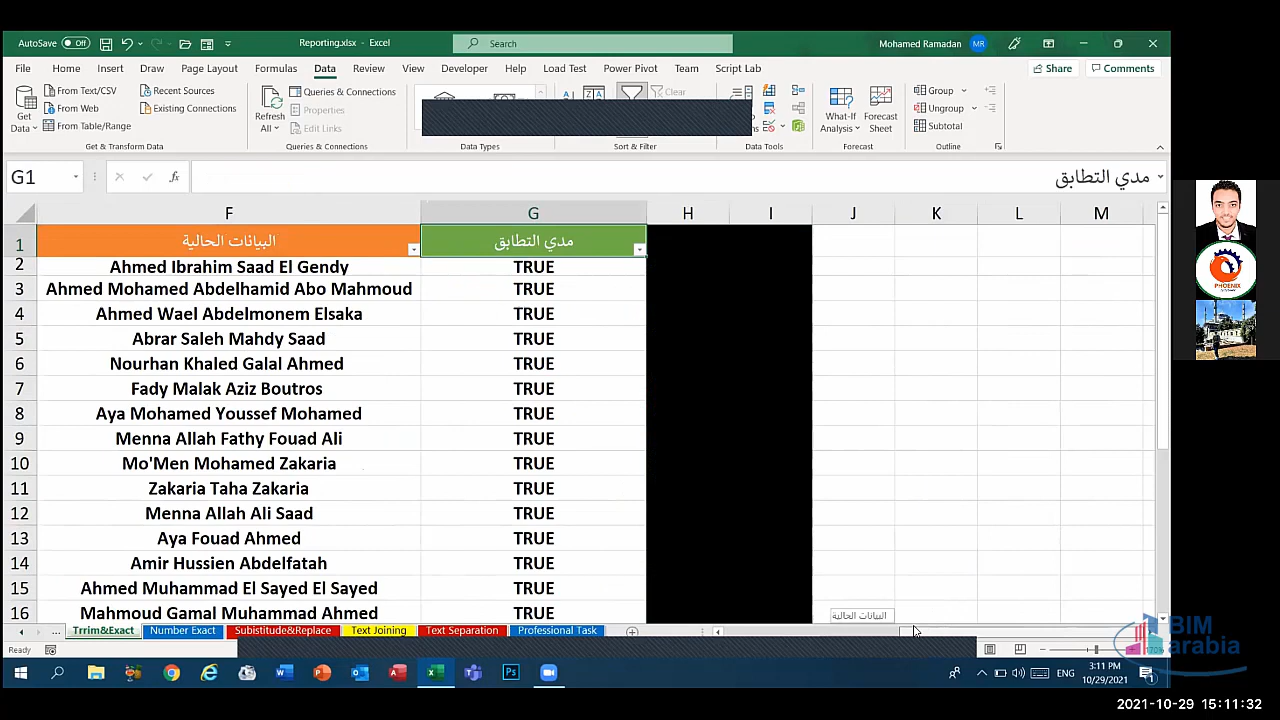 AutoSave Off Reporting.xlsx - Excel Search Mohamed Ramadan MR
File Home Insert Draw Page Layout Formulas Data Review View Developer Help Load Test Power Pivot Team Script Lab Share Comments
Get Data From Text/CSV Recent Sources Refresh All Queries & Connections Clear What-If Analysis Forecast Sheet Group
From Web Existing Connections Properties Ungroup
From Table/Range Edit Links Subtotal
Get & Transform Data Queries & Connections Data Types Sort & Filter Data Tools Forecast Outline
G1 fx مدي التطابق
F G H I J K L M
1 البيانات الحالية مدي التطابق
2 Ahmed Ibrahim Saad El Gendy TRUE
3 Ahmed Mohamed Abdelhamid Abo Mahmoud TRUE
4 Ahmed Wael Abdelmonem Elsaka TRUE
5 Abrar Saleh Mahdy Saad TRUE
6 Nourhan Khaled Galal Ahmed TRUE
7 Fady Malak Aziz Boutros TRUE
8 Aya Mohamed Youssef Mohamed TRUE
9 Menna Allah Fathy Fouad Ali TRUE
10 Mo'Men Mohamed Zakaria TRUE
11 Zakaria Taha Zakaria TRUE
12 Menna Allah Ali Saad TRUE
13 Aya Fouad Ahmed TRUE
14 Amir Hussien Abdelfatah TRUE
15 Ahmed Muhammad El Sayed El Sayed TRUE
16 Mahmoud Gamal Muhammad Ahmed TRUE
البيانات الحالية
... Trrim&Exact Number Exact Subistitude&Replace Text Joining Text Separation Professional Task
Ready 170%
ENG 3:11 PM
10/29/2021
PHOENIX
BIM
arabia
2021-10-29 15:11:32